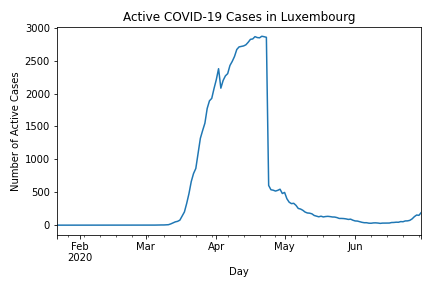 Active COVID-19 Cases in Luxembourg
Number of Active Cases
3000
2500
2000
1500
1000
500
0
Feb Mar Apr May Jun
2020
Day